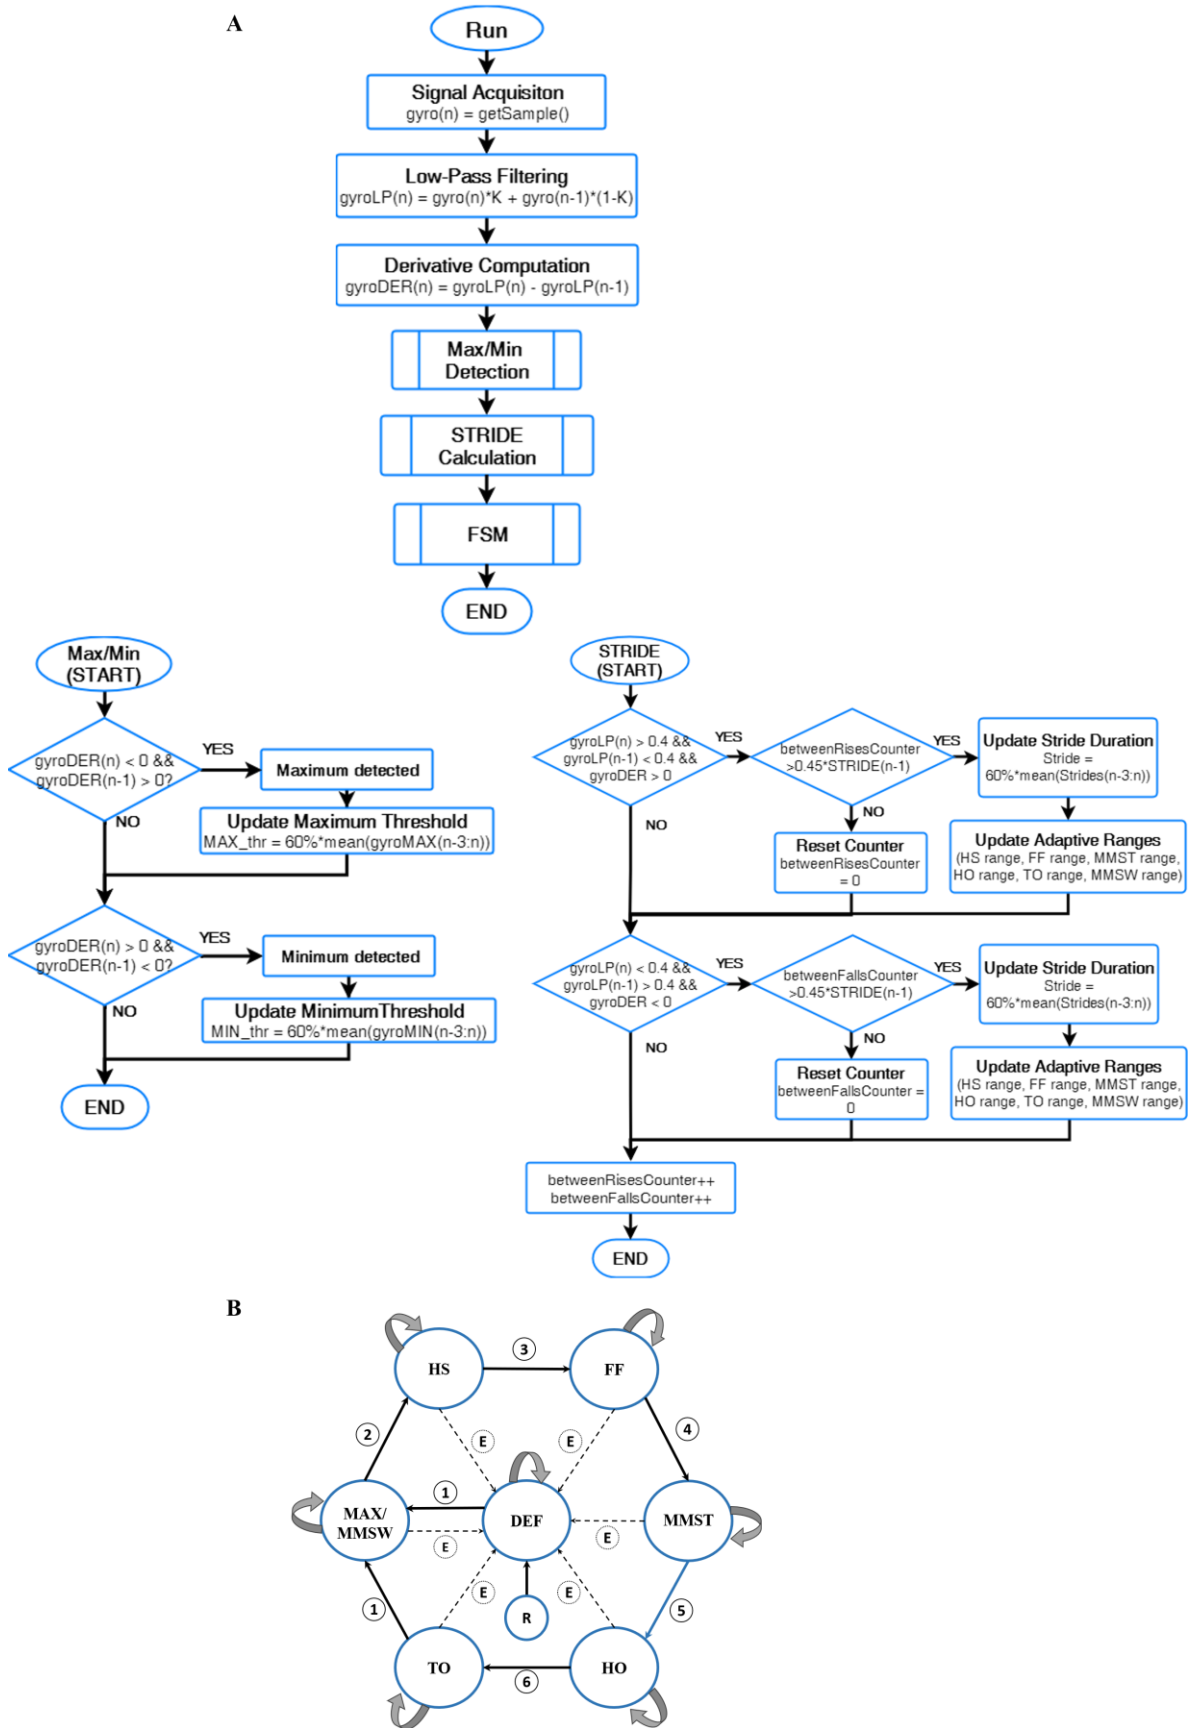 A
Run
Signal Acquisiton
gyro(n) = getSample()
Low-Pass Filtering
gyroLP(n) = gyro(n)*K + gyro(n-1)*(1-K)
Derivative Computation
gyroDER(n) = gyroLP(n) - gyroLP(n-1)
Max/Min
Detection
STRIDE
Calculation
FSM
END
Max/Min
(START)
gyroDER(n) < 0 &&
gyroDER(n-1) > 0?
YES
Maximum detected
NO
Update Maximum Threshold
MAX_thr = 60%*mean(gyroMAX(n-3:n))
gyroDER(n) > 0 &&
gyroDER(n-1) < 0?
YES
Minimum detected
NO
Update MinimumThreshold
MIN_thr = 60%*mean(gyroMIN(n-3:n))
END
STRIDE
(START)
gyroLP(n) > 0.4 &&
gyroLP(n-1) < 0.4 &&
gyroDER > 0
YES
betweenRisesCounter
>0.45*STRIDE(n-1)
YES
Update Stride Duration
Stride =
60%*mean(Strides(n-3:n))
NO
NO
Reset Counter
betweenRisesCounter
= 0
Update Adaptive Ranges
(HS range, FF range, MMST range,
HO range, TO range, MMSW range)
gyroLP(n) < 0.4 &&
gyroLP(n-1) > 0.4 &&
gyroDER < 0
YES
betweenFallsCounter
>0.45*STRIDE(n-1)
YES
Update Stride Duration
Stride =
60%*mean(Strides(n-3:n))
NO
NO
Reset Counter
betweenFallsCounter =
0
Update Adaptive Ranges
(HS range, FF range, MMST range,
HO range, TO range, MMSW range)
betweenRisesCounter++
betweenFallsCounter++
END
B
HS
3
FF
2
E
E
4
MAX/
MMSW
1
DEF
MMST
E
E
1
E
R
E
5
TO
6
HO